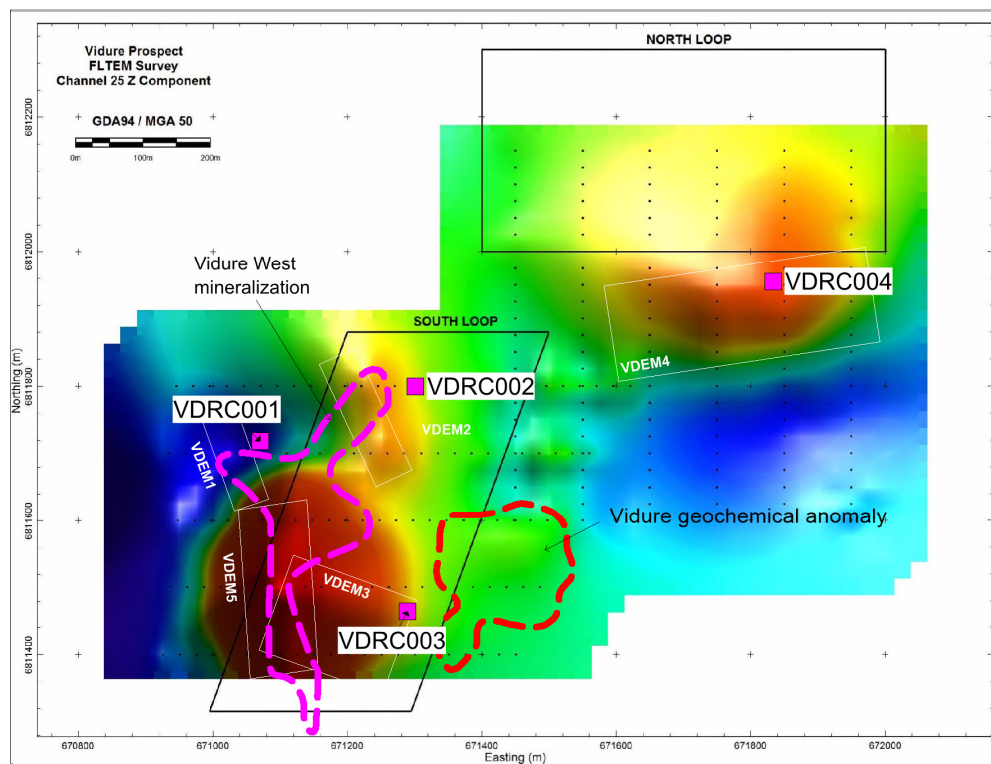 Vidure Prospect
FLTEM Survey
Channel 25 Z Component
GDA94 / MGA 50
0m 100m 200m
NORTH LOOP
Vidure West
mineralization
SOUTH LOOP
VDRC004
VDEM4
VDRC002
VDRC001
VDEM2
VDEM1
Vidure geochemical anomaly
VDEM5
VDEM3
VDRC003
Northing (m)
6812200
6812000
6811800
6811600
6811400
670800 671000 671200 671400 671600 671800 672000
Easting (m)